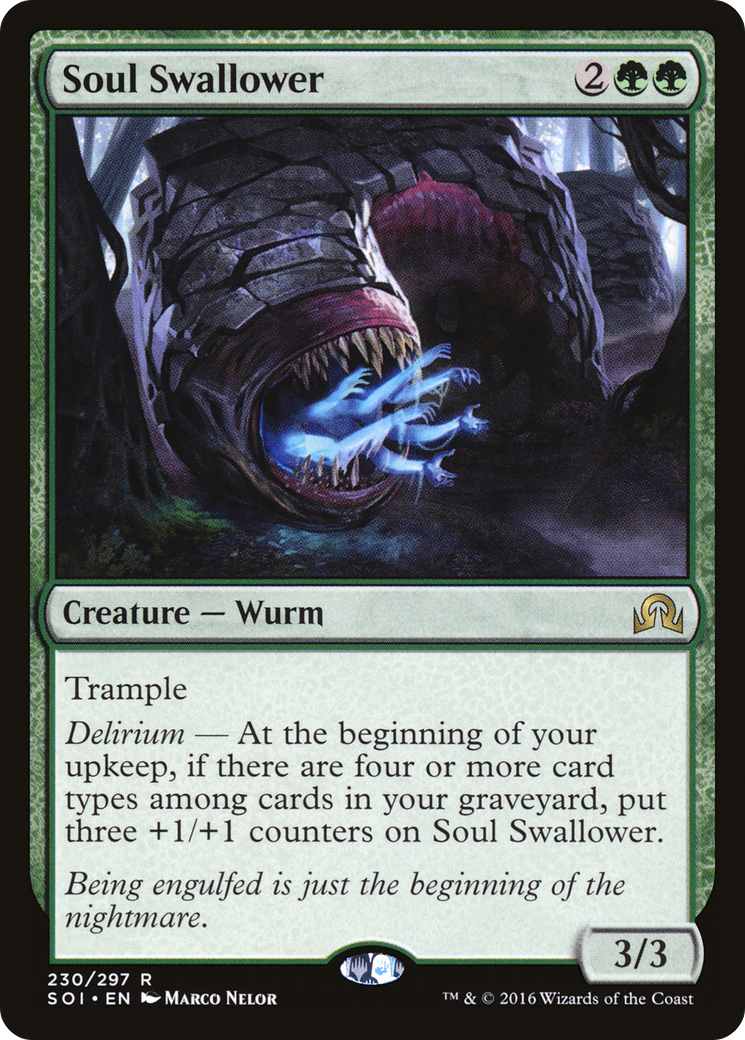 Soul Swallower 2
Creature — Wurm
Trample
Delirium — At the beginning of your
upkeep, if there are four or more card
types among cards in your graveyard, put
three +1/+1 counters on Soul Swallower.
Being engulfed is just the beginning of the
nightmare.
3/3
230/297 R
SOI • EN Marco Nelor
™ & © 2016 Wizards of the Coast